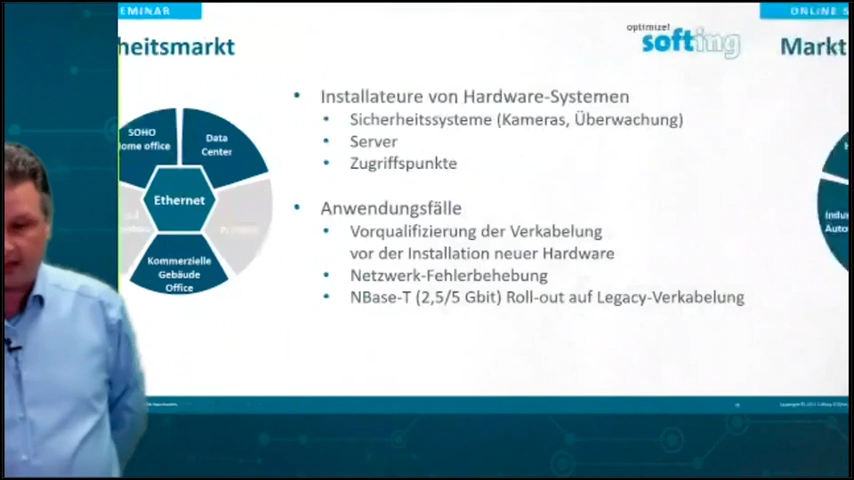 EMINAR
ONLINE S
heitsmarkt
optimize!
softing
Markt
Installateure von Hardware-Systemen
Sicherheitssysteme (Kameras, Überwachung)
Server
Zugriffspunkte
Anwendungsfälle
Vorqualifizierung der Verkabelung
vor der Installation neuer Hardware
Netzwerk-Fehlerbehebung
NBase-T (2,5/5 Gbit) Roll-out auf Legacy-Verkabelung
SOHO
ome office
Data
Center
Ethernet
Kommerzielle
Gebäude
Office
Indus
Auto